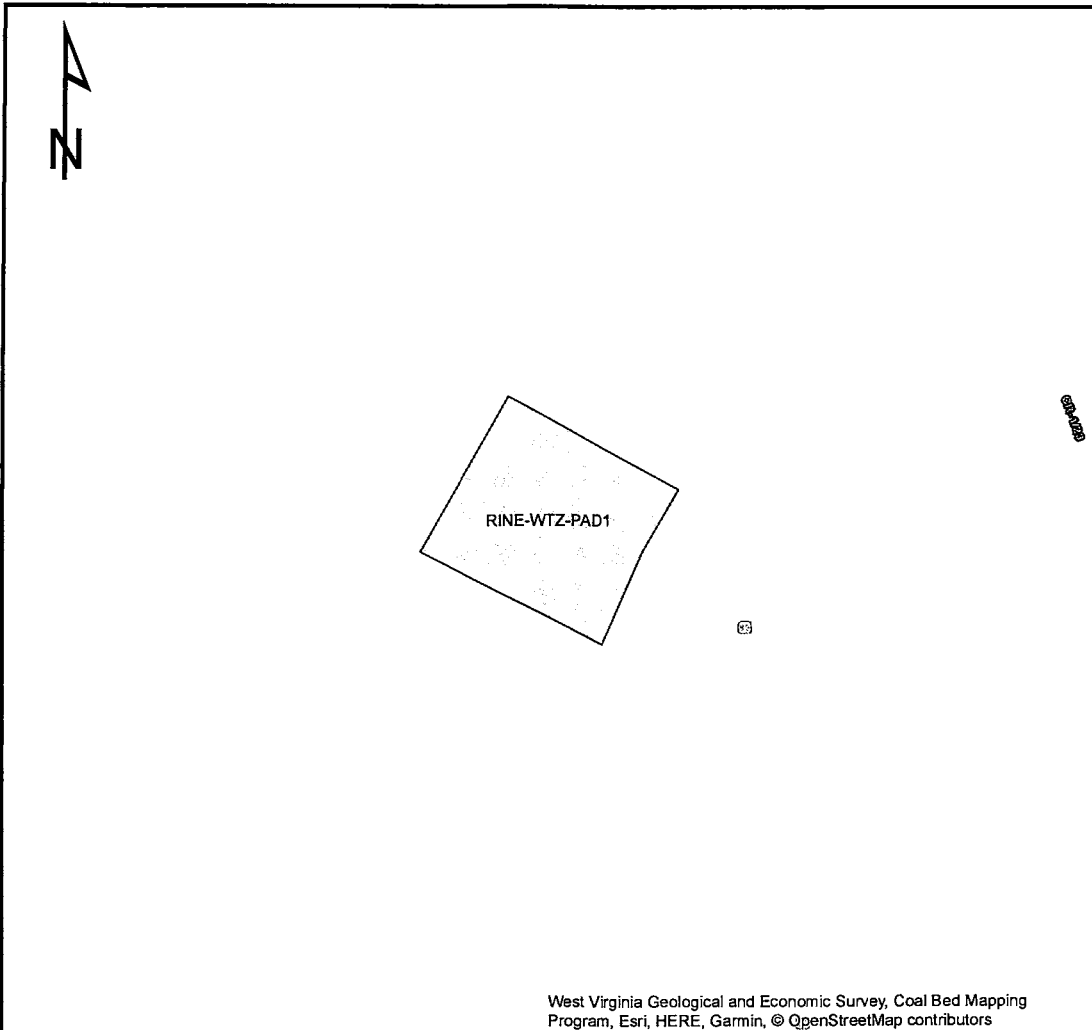 N
RINE-WTZ-PAD1
West Virginia Geological and Economic Survey, Coal Bed Mapping
Program, Esri, HERE, Garmin, © OpenStreetMap contributors